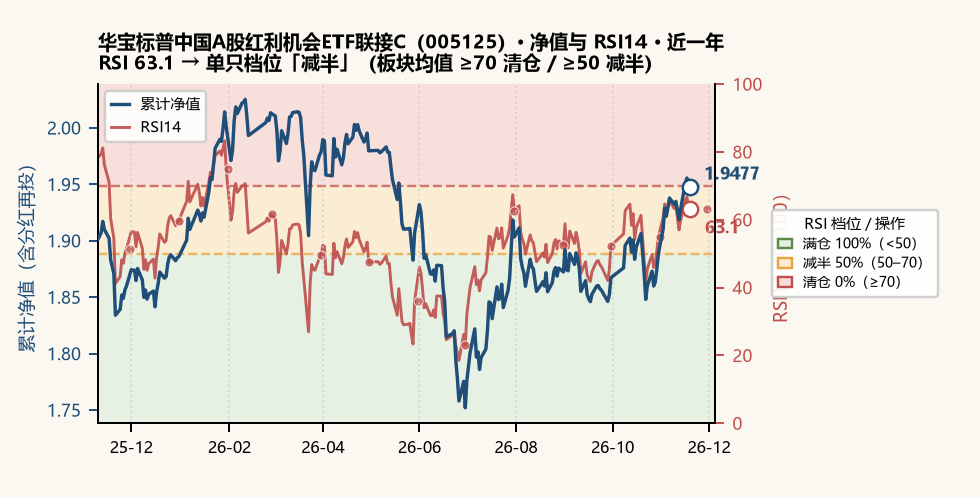 华宝标普中国A股红利机会ETF联接C（005125）·净值与 RSI14·近一年
RSI 63.1 → 单只档位「减半」（板块均值 ≥70 清仓 / ≥50 减半）
累计净值
RSI14
累计净值（含分红再投）
2.00
1.95
1.90
1.85
1.80
1.75
100
80
60
40
20
0
1.9477
63.1
RSI
RSI 档位 / 操作
满仓 100%（<50）
减半 50%（50–70）
清仓 0%（≥70）
25-12
26-02
26-04
26-06
26-08
26-10
26-12